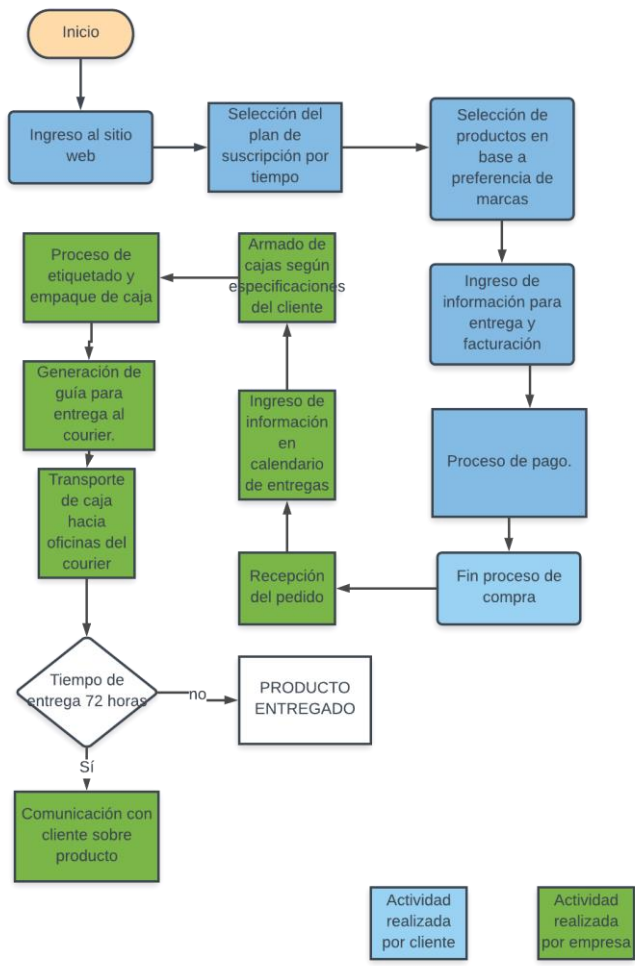 Inicio
Ingreso al sitio
web
Selección del
plan de
suscripción por
tiempo
Selección de
productos en
base a
preferencia de
marcas
Ingreso de
información para
entrega y
facturación
Proceso de pago.
Fin proceso de
compra
Recepción
del pedido
Ingreso de
información
en
calendario
de entregas
Armado de
cajas según
especificaciones
del cliente
Proceso de
etiquetado y
empaque de caja
Generación de
guía para
entrega al
courier.
Transporte
de caja
hacia
oficinas del
courier
Tiempo de
entrega 72 horas
no
PRODUCTO
ENTREGADO
Sí
Comunicación con
cliente sobre
producto
Actividad
realizada
por cliente
Actividad
realizada
por empresa